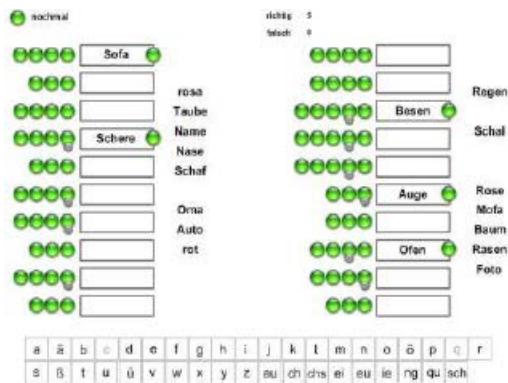 nochmal
richtig 5
falsch 0
Sofa
rosa
Taube
Name
Schere
Nase
Schaf
Oma
Auto
rot
Regen
Besen
Schal
Auge
Rose
Mofa
Baum
Ofen
Rasen
Foto
a ä b c d e f g h i j k l m n o ö p q r
s ß t u ü v w x y z au ch chs ei eu ie ng qu sch